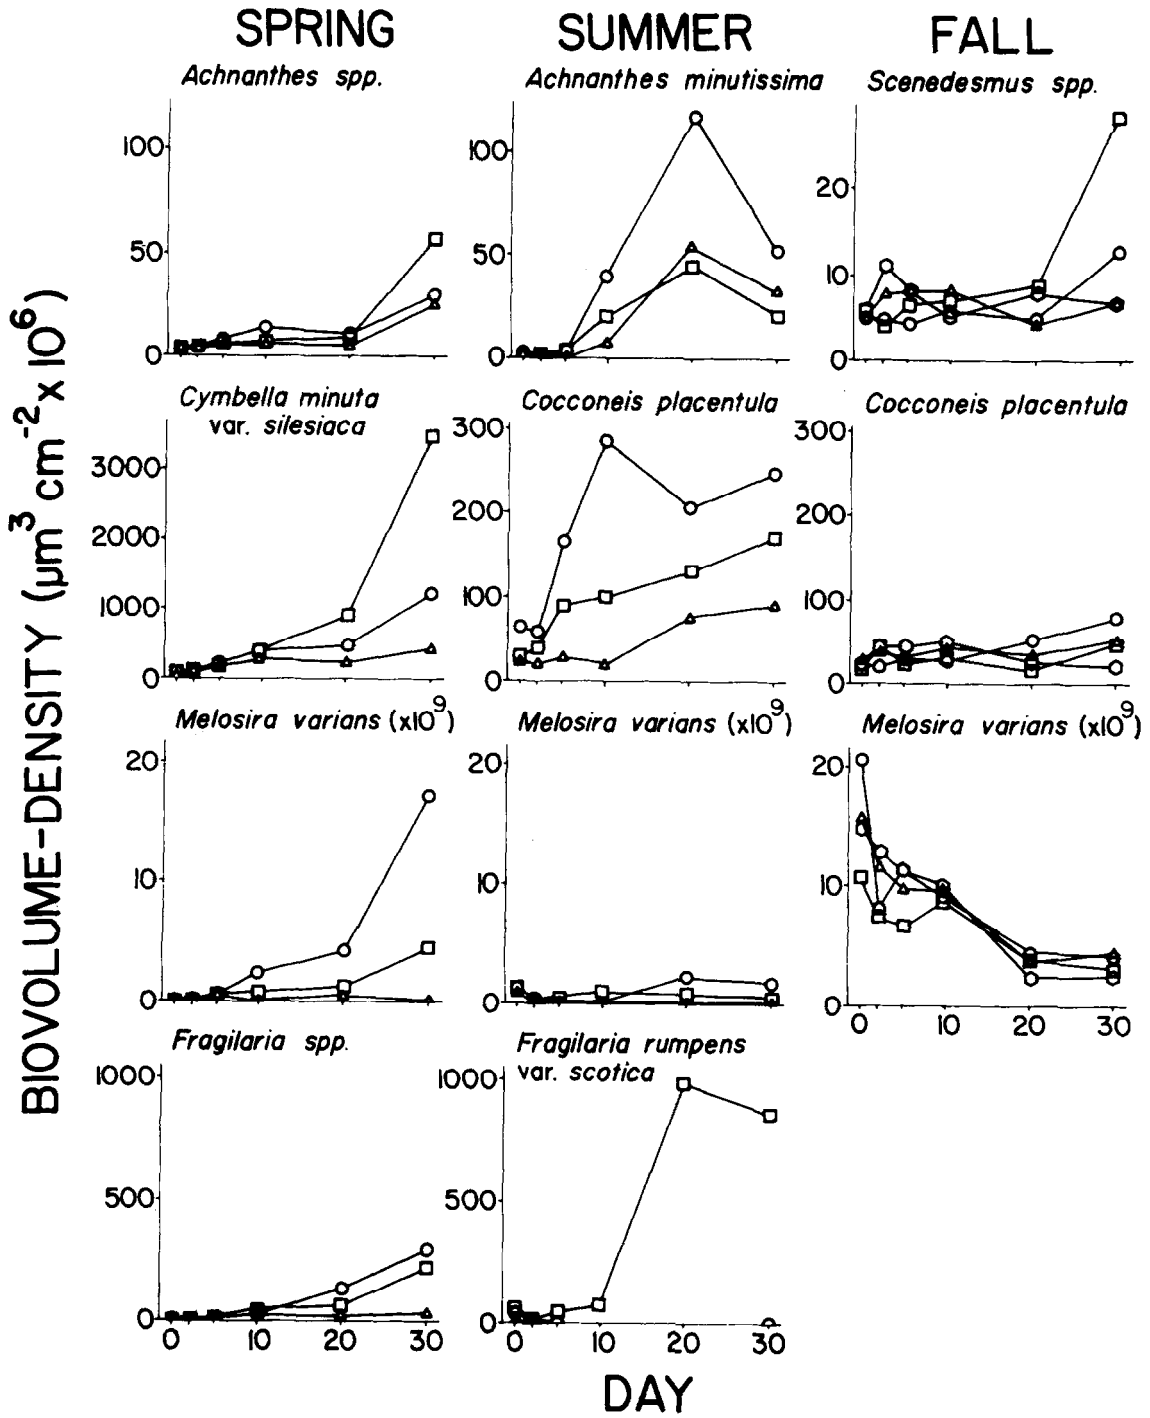 SPRING SUMMER FALL
Achnanthes spp. Achnanthes minutissima Scenedesmus spp.
100 100 20
50 50 10
0 0 0
Cymbella minuta var. silesiaca Cocconeis placentula Cocconeis placentula
3000 300 300
2000 200 200
1000 100 100
0 0 0
Melosira varians (x10⁹) Melosira varians (x10⁹) Melosira varians (x10⁹)
20 20 20
10 10 10
0 0 0
0 10 20 30
Fragilaria spp. Fragilaria rumpens
var. scotica
1000 1000
500 500
0 0
0 10 20 30 0 10 20 30
DAY
BIOVOLUME-DENSITY (µm³ cm⁻² x 10⁶)